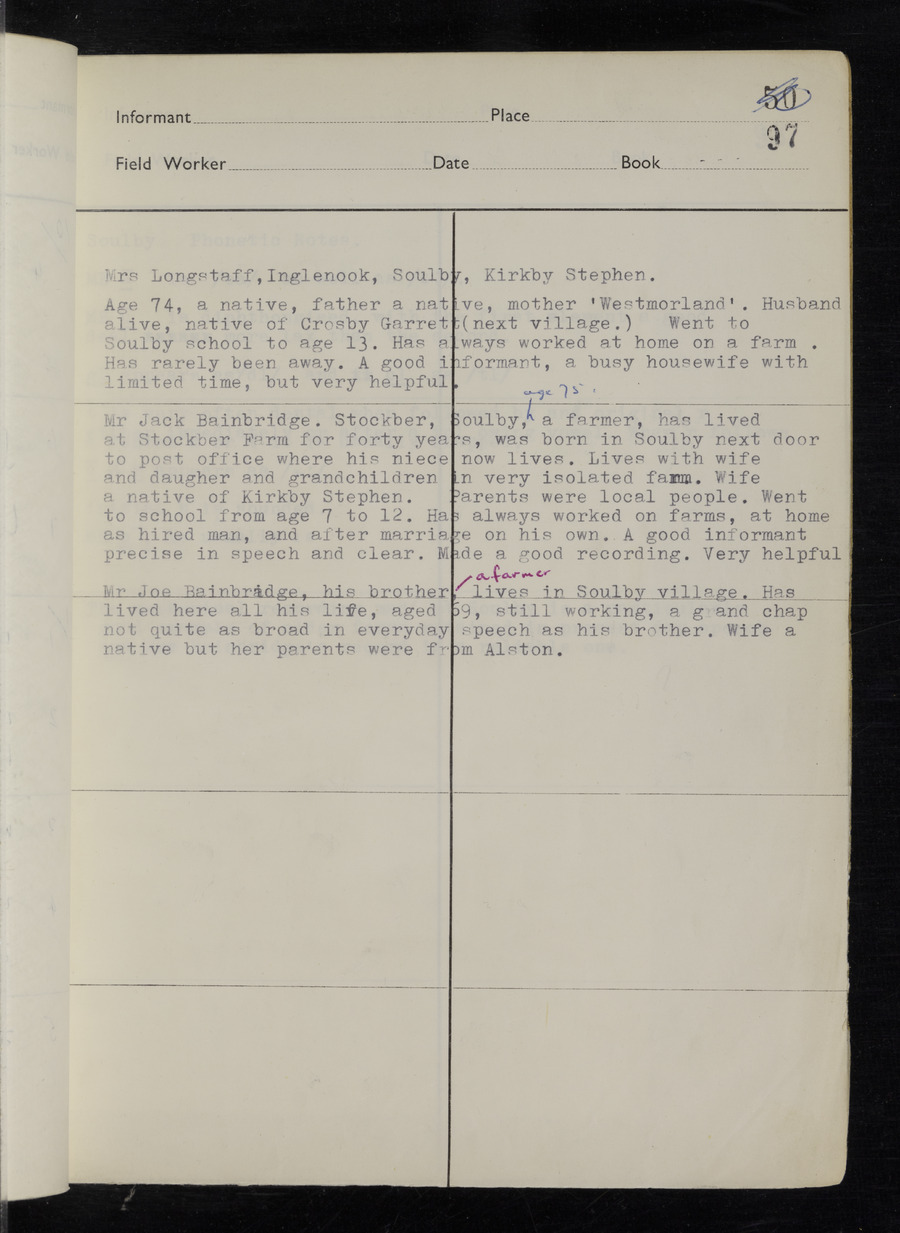 50
Informant Place
97
Field Worker Date Book
Mrs Longstaff,Inglenook, Soulby, Kirkby Stephen.
Age 74, a native, father a native, mother 'Westmorland'. Husband
alive, native of Crosby Garrett(next village.) Went to
Soulby school to age 13. Has always worked at home on a farm .
Has rarely been away. A good informant, a busy housewife with
limited time, but very helpful.
age 75.
Mr Jack Bainbridge. Stockber, Soulby, a farmer, has lived
at Stockber Farm for forty years, was born in Soulby next door
to post office where his niece now lives. Lives with wife
and daugher and grandchildren in very isolated farm. Wife
a native of Kirkby Stephen. Parents were local people. Went
to school from age 7 to 12. Has always worked on farms, at home
as hired man, and after marriage on his own. A good informant
precise in speech and clear. Made a good recording. Very helpful
a farmer
Mr Joe Bainbridge, his brother, lives in Soulby village. Has
lived here all his life, aged 69, still working, a g and chap
not quite as broad in everyday speech as his brother. Wife a
native but her parents were from Alston.